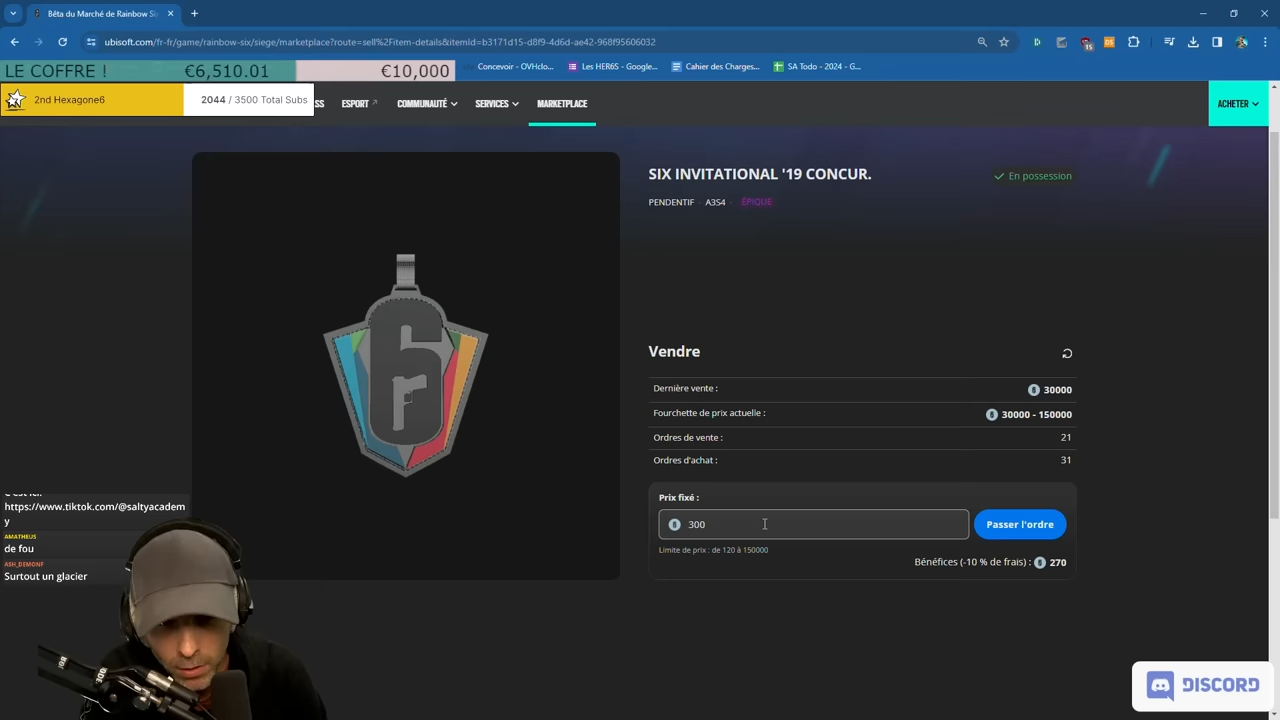 Bêta du Marché de Rainbow Si
ubisoft.com/fr-fr/game/rainbow-six/siege/marketplace?route=sell%2Fitem-details&itemId=b3171d15-d8f9-4d6d-ae42-968f95606032
LE COFFRE ! €6,510.01 €10,000
Concevoir - OVHclo... Les HER6S - Google... Cahier des Charges... SA Todo - 2024 - G...
2nd Hexagone6 2044 / 3500 Total Subs
ESPORT COMMUNAUTÉ SERVICES MARKETPLACE ACHETER
SIX INVITATIONAL '19 CONCUR. En possession
PENDENTIF A3S4 ÉPIQUE
Vendre
Dernière vente : 30000
Fourchette de prix actuelle : 30000 - 150000
Ordres de vente : 21
Ordres d'achat : 31
Prix fixé :
300 Passer l'ordre
Limite de prix : de 120 à 150000
Bénéfices (-10 % de frais) : 270
https://www.tiktok.com/@saltyacadem
y
AMATHEUS
de fou
ASH_DEMONF
Surtout un glacier
DISCORD